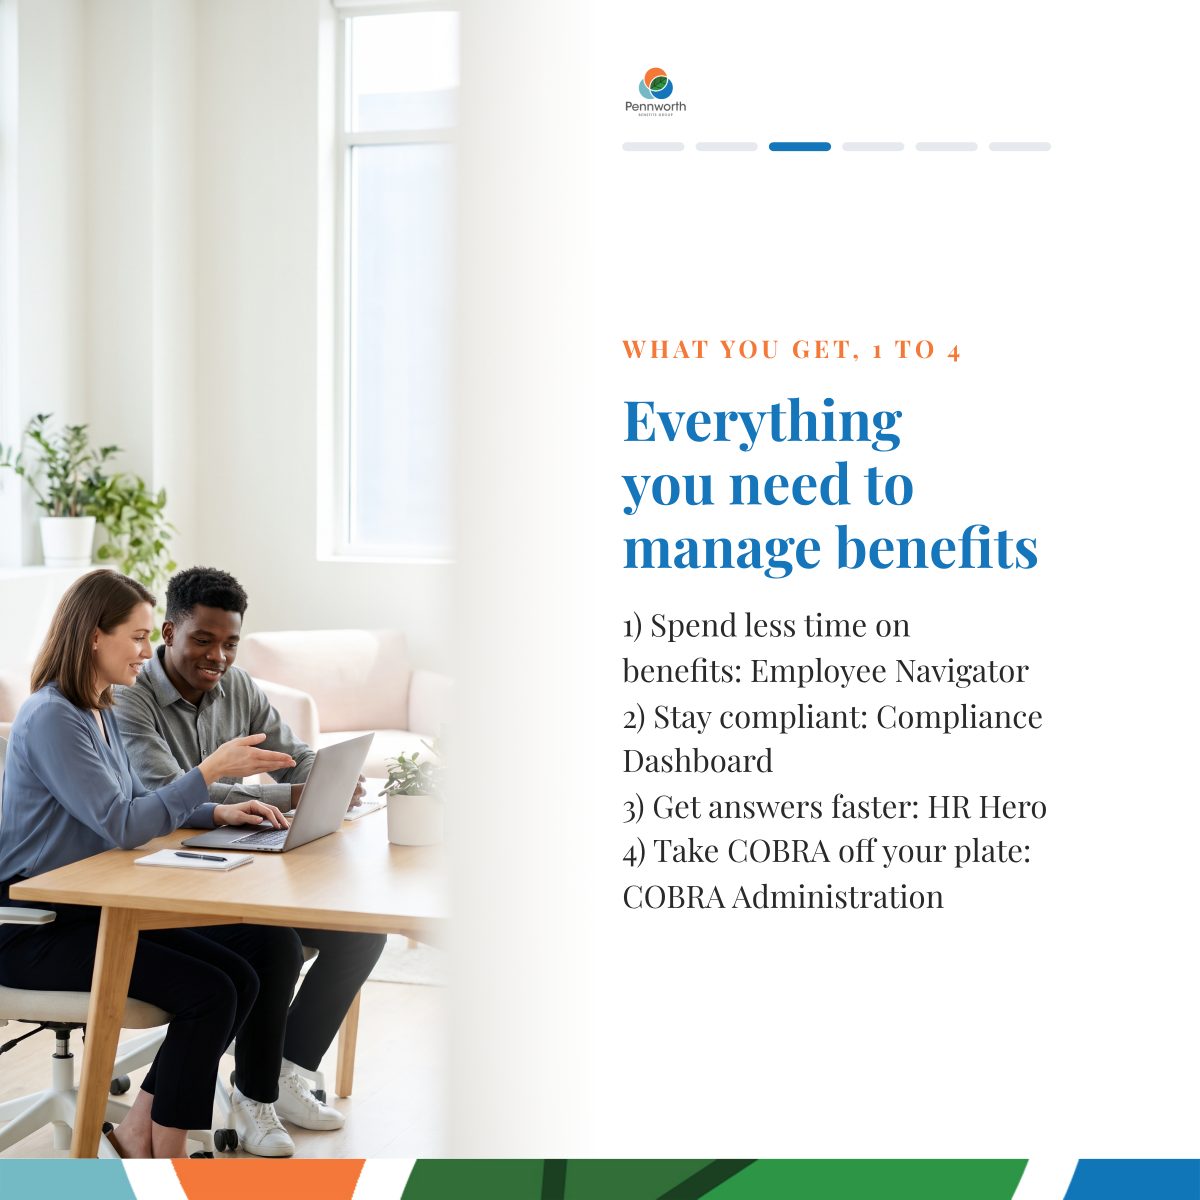 Pennworth
BENEFITS GROUP
WHAT YOU GET, 1 TO 4
Everything
you need to
manage benefits
1) Spend less time on
benefits: Employee Navigator
2) Stay compliant: Compliance
Dashboard
3) Get answers faster: HR Hero
4) Take COBRA off your plate:
COBRA Administration